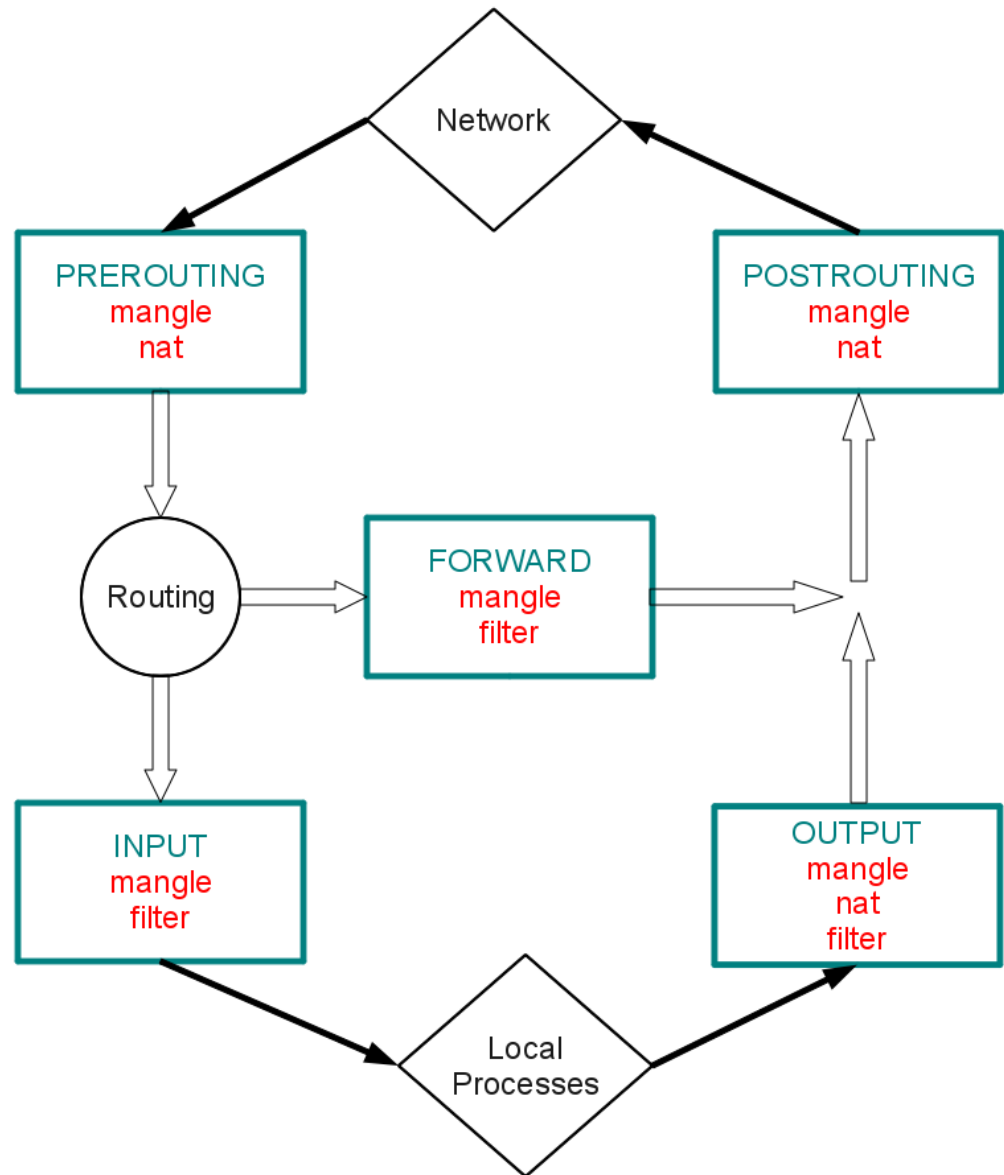 Network
PREROUTING
mangle
nat
POSTROUTING
mangle
nat
Routing
FORWARD
mangle
filter
INPUT
mangle
filter
OUTPUT
mangle
nat
filter
Local
Processes